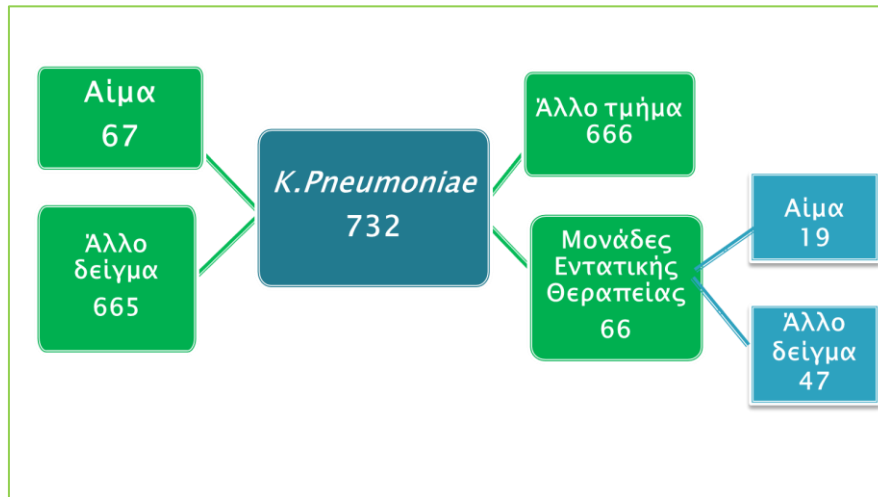 Αίμα
67
Άλλο
δείγμα
665
K.Pneumoniae
732
Άλλο τμήμα
666
Μονάδες
Εντατικής
Θεραπείας
66
Αίμα
19
Άλλο
δείγμα
47